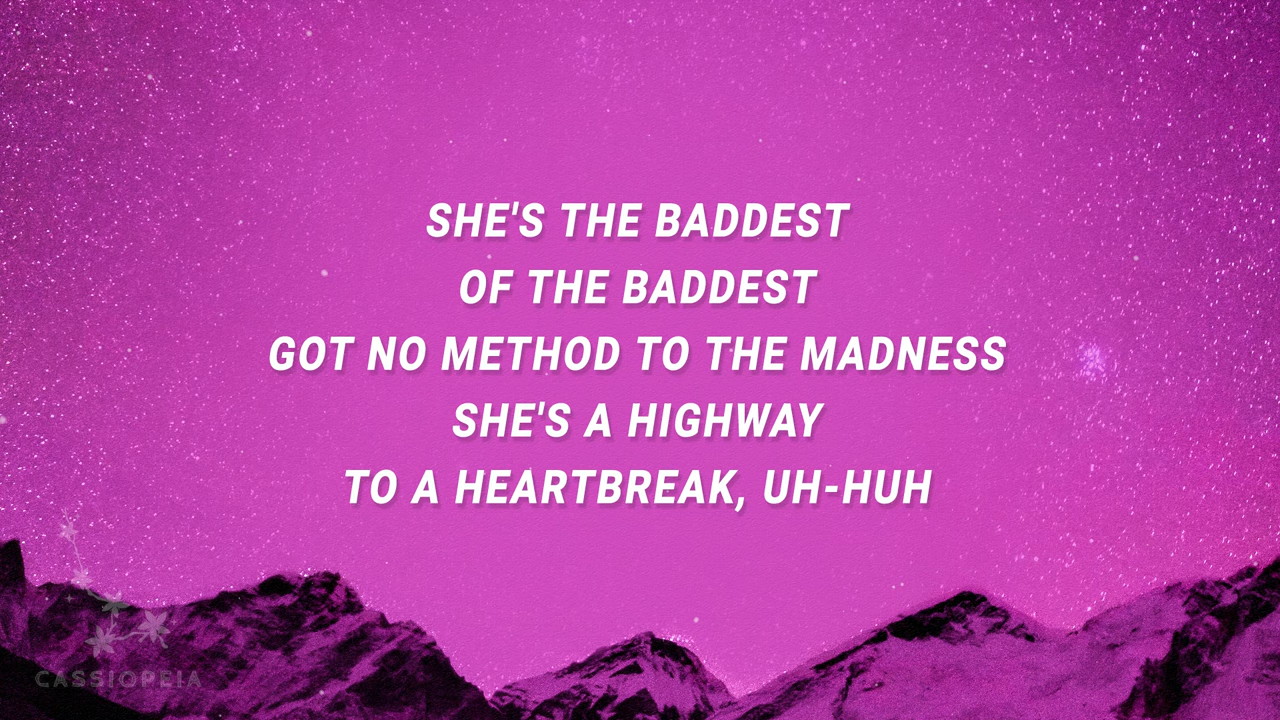 SHE'S THE BADDEST
OF THE BADDEST
GOT NO METHOD TO THE MADNESS
SHE'S A HIGHWAY
TO A HEARTBREAK, UH-HUH
CASSIOPEIA